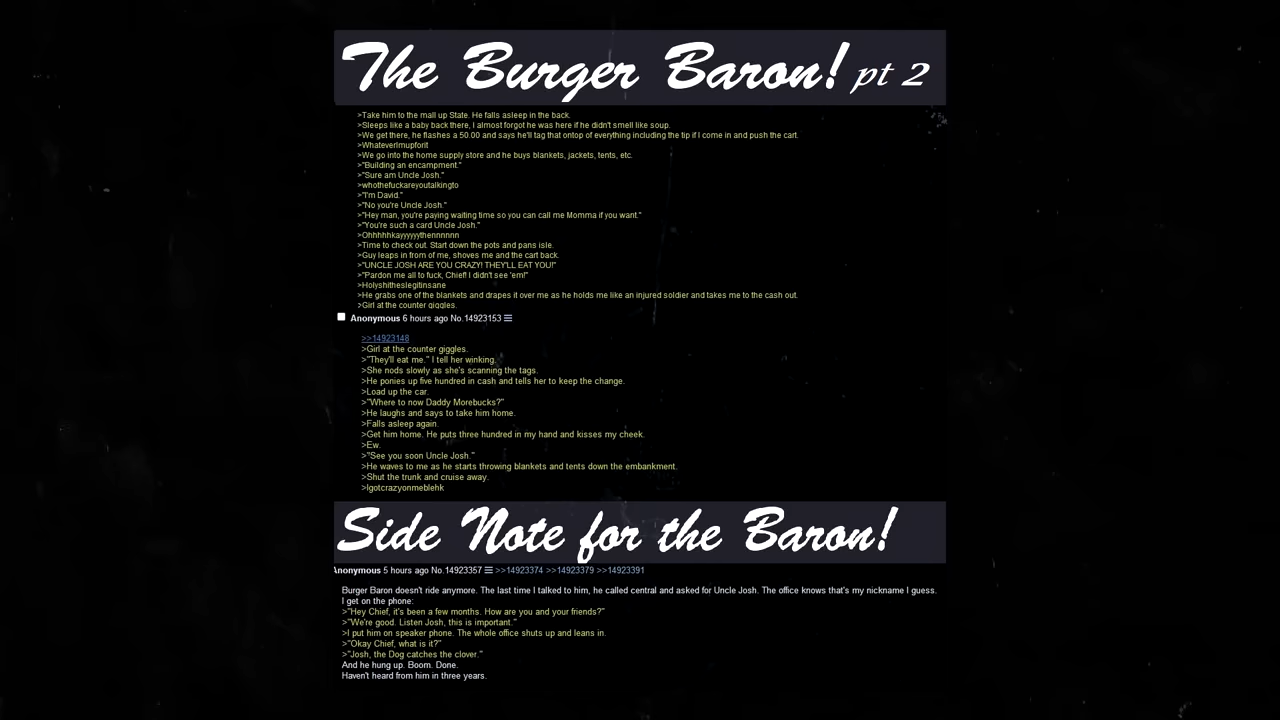 The Burger Baron! pt 2
>Take him to the mall up State. He falls asleep in the back.
>Sleeps like a baby back there, I almost forgot he was here if he didn't smell like soup.
>We get there, he flashes a 50.00 and says he'll tag that ontop of everything including the tip if I come in and push the cart.
>WhateverImupforit
>We go into the home supply store and he buys blankets, jackets, tents, etc.
>"Building an encampment."
>"Sure am Uncle Josh."
>whothefuckareyoutalkingto
>"I'm David."
>"No you're Uncle Josh."
>"Hey man, you're paying waiting time so you can call me Momma if you want."
>"You're such a card Uncle Josh."
>Ohhhhhkayyyyythennnnnn
>Time to check out. Start down the pots and pans isle.
>Guy leaps in from of me, shoves me and the cart back.
>"UNCLE JOSH ARE YOU CRAZY! THEY'LL EAT YOU!"
>"Pardon me all to fuck, Chief! I didn't see 'em!"
>Holyshitheslegitinsane
>He grabs one of the blankets and drapes it over me as he holds me like an injured soldier and takes me to the cash out.
>Girl at the counter giggles.
Anonymous 6 hours ago No.14923153
>>14923148
>Girl at the counter giggles.
>"They'll eat me." I tell her winking.
>She nods slowly as she's scanning the tags.
>He ponies up five hundred in cash and tells her to keep the change.
>Load up the car.
>"Where to now Daddy Morebucks?"
>He laughs and says to take him home.
>Falls asleep again.
>Get him home. He puts three hundred in my hand and kisses my cheek.
>Ew.
>"See you soon Uncle Josh."
>He waves to me as he starts throwing blankets and tents down the embankment.
>Shut the trunk and cruise away.
>Igotcrazyonmeblehk
Side Note for the Baron!
Anonymous 5 hours ago No.14923357 >>14923374 >>14923379 >>14923391
Burger Baron doesn't ride anymore. The last time I talked to him, he called central and asked for Uncle Josh. The office knows that's my nickname I guess.
I get on the phone:
>"Hey Chief, it's been a few months. How are you and your friends?"
>"We're good. Listen Josh, this is important."
>I put him on speaker phone. The whole office shuts up and leans in.
>"Okay Chief, what is it?"
>"Josh, the Dog catches the clover."
And he hung up. Boom. Done.
Haven't heard from him in three years.